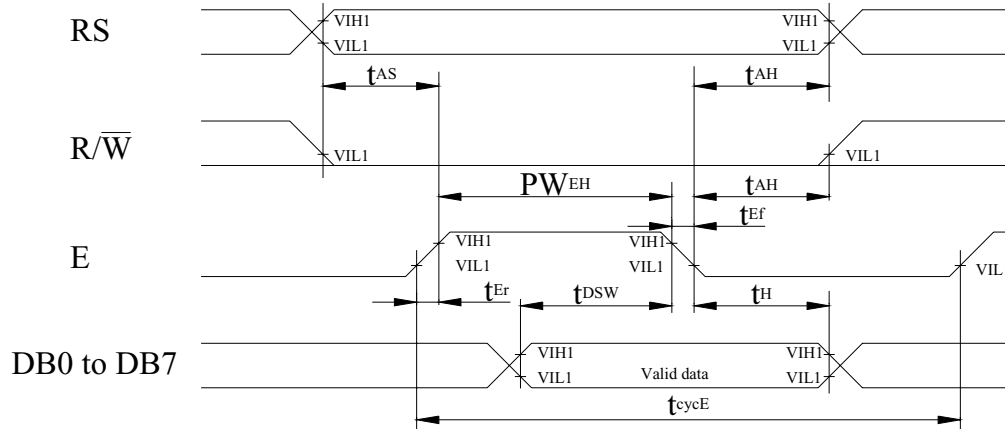 RS
VIH1
VIL1
VIH1
VIL1
tAS
tAH
R/W̅
VIL1
VIL1
PWEH
tAH
tEf
E
VIH1
VIL1
VIH1
VIL1
VIL
tEr
tDSW
tH
DB0 to DB7
VIH1
VIL1
Valid data
VIH1
VIL1
tcycE